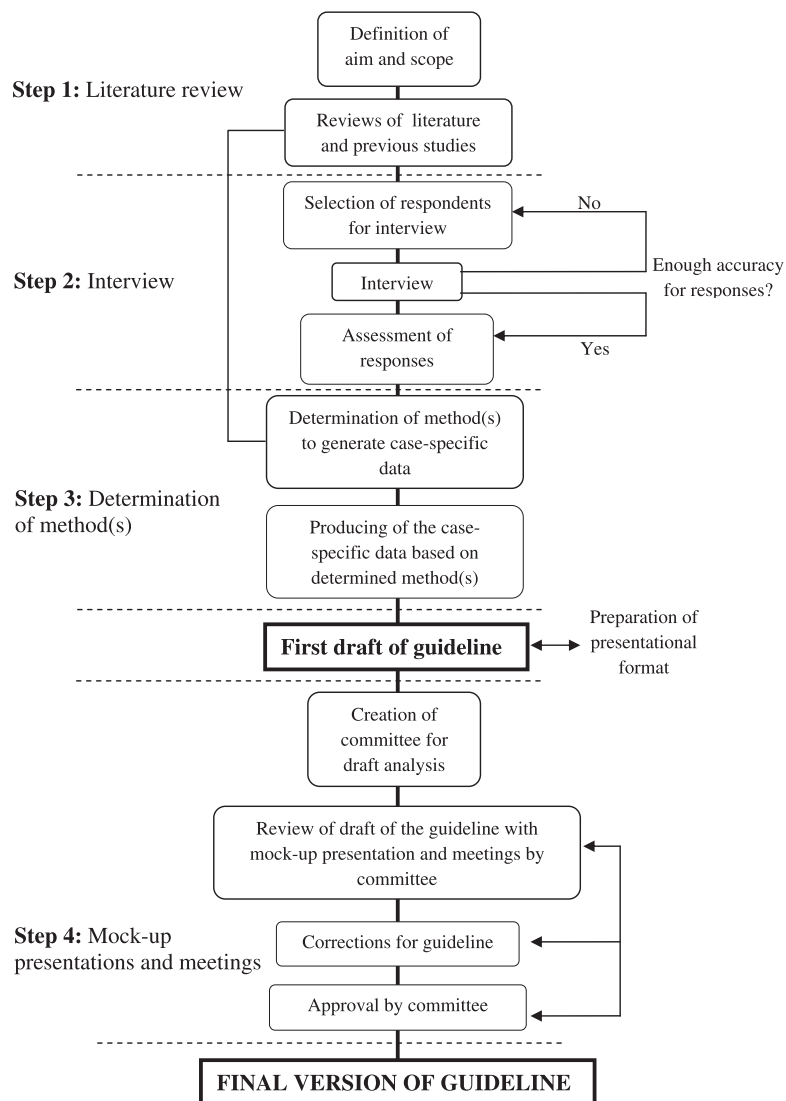 Definition of
aim and scope
Step 1: Literature review
Reviews of literature
and previous studies
Selection of respondents
for interview
No
Step 2: Interview
Interview
Enough accuracy
for responses?
Assessment of
responses
Yes
Determination of method(s)
to generate case-specific
data
Step 3: Determination
of method(s)
Producing of the case-
specific data based on
determined method(s)
First draft of guideline
Preparation of
presentational
format
Creation of
committee for
draft analysis
Review of draft of the guideline with
mock-up presentation and meetings by
committee
Step 4: Mock-up
presentations and meetings
Corrections for guideline
Approval by committee
FINAL VERSION OF GUIDELINE